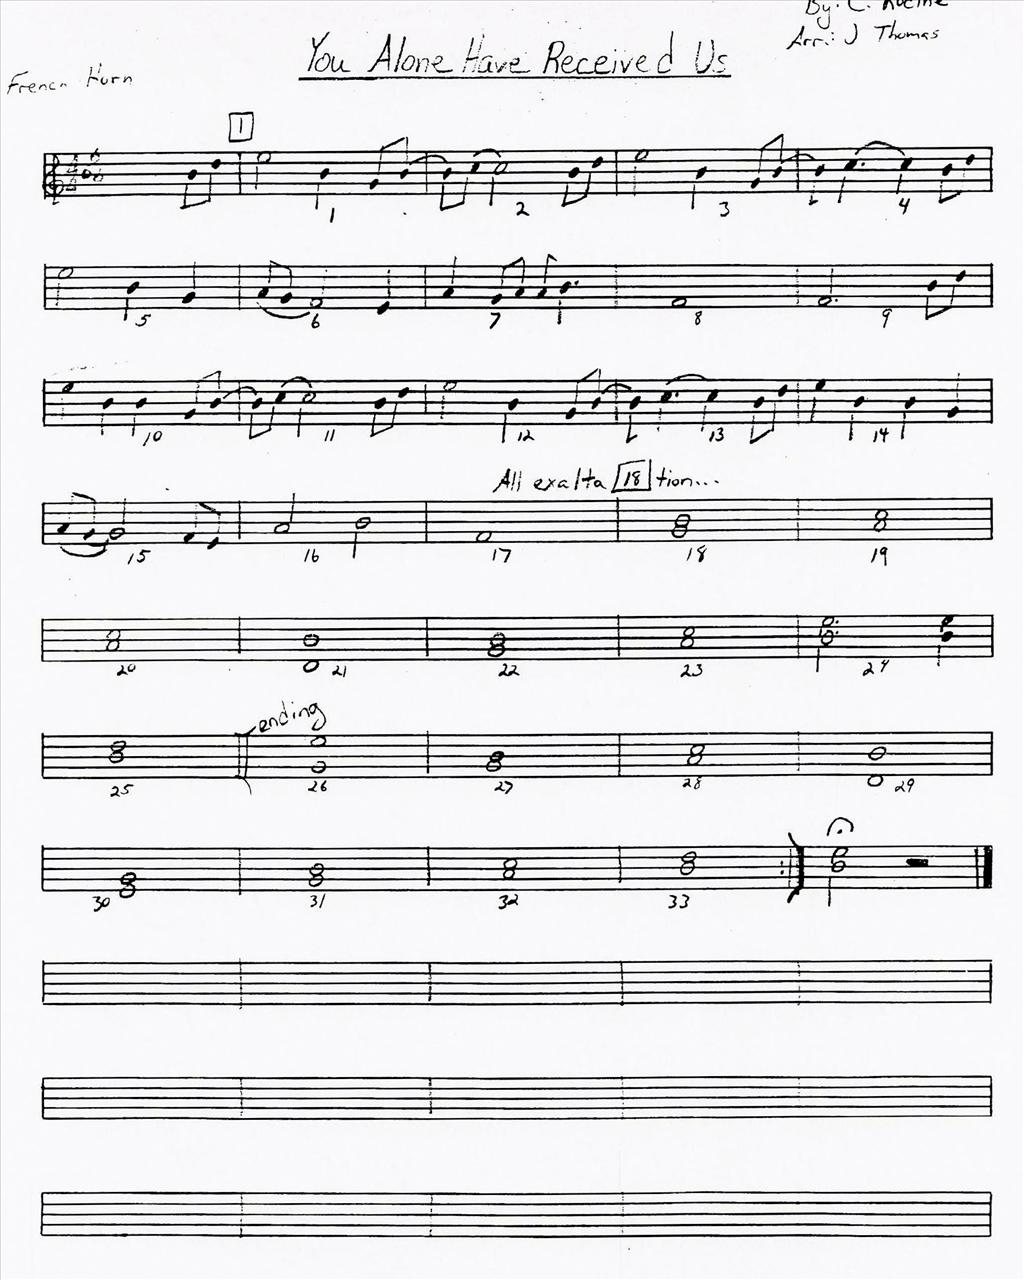 By: C.
Arr: J Thomas
You Alone Have Received Us
French Horn
1
1 2 3 4
5 6 7 8 9
10 11 12 13 14
All exalta 18 tion...
15 16 17 18 19
20 21 22 23 24
ending
25 26 27 28 29
30 31 32 33